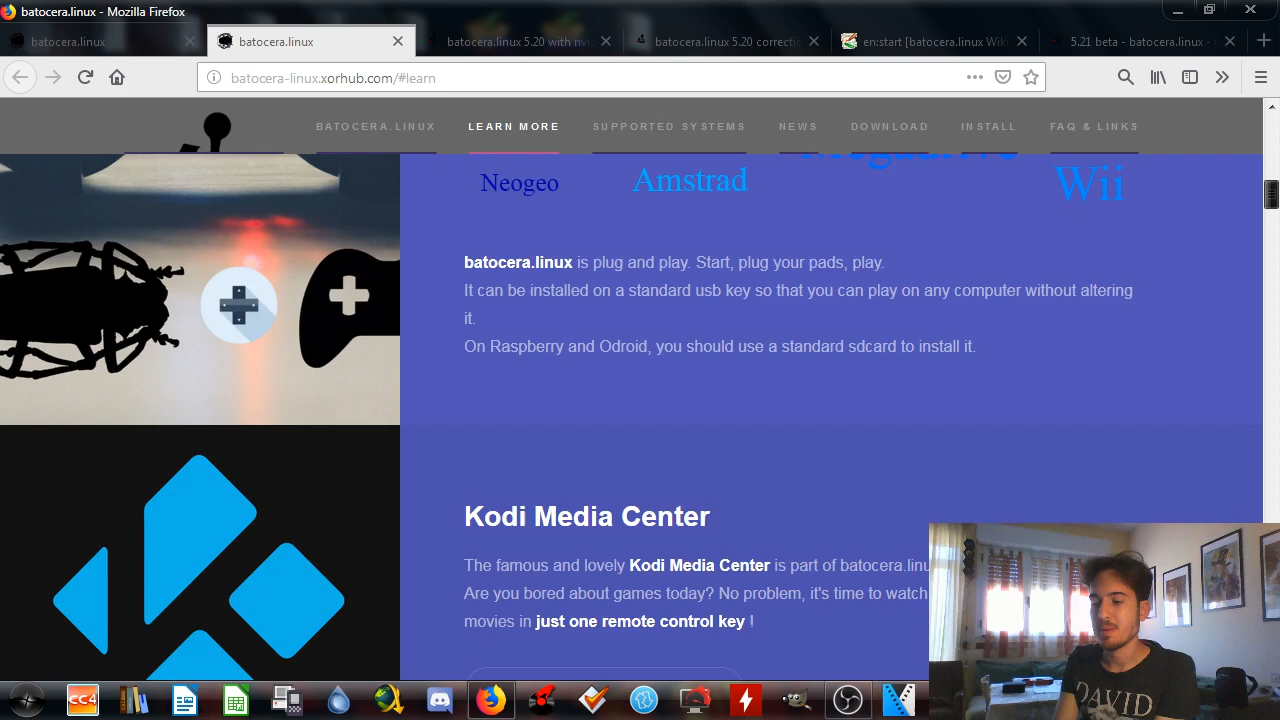 batocera.linux - Mozilla Firefox
batocera.linux
batocera.linux
batocera.linux 5.20 with nvid
batocera.linux 5.20 correctio
en:start [batocera.linux Wiki
5.21 beta - batocera.linux -
batocera-linux.xorhub.com/#learn
BATOCERA.LINUX
LEARN MORE
SUPPORTED SYSTEMS
NEWS
DOWNLOAD
INSTALL
FAQ & LINKS
Megadrive
Neogeo
Amstrad
Wii
batocera.linux is plug and play. Start, plug your pads, play.
It can be installed on a standard usb key so that you can play on any computer without altering
it.
On Raspberry and Odroid, you should use a standard sdcard to install it.
Kodi Media Center
The famous and lovely Kodi Media Center is part of batocera.linu
Are you bored about games today? No problem, it's time to watch
movies in just one remote control key !
CC4
DAVID